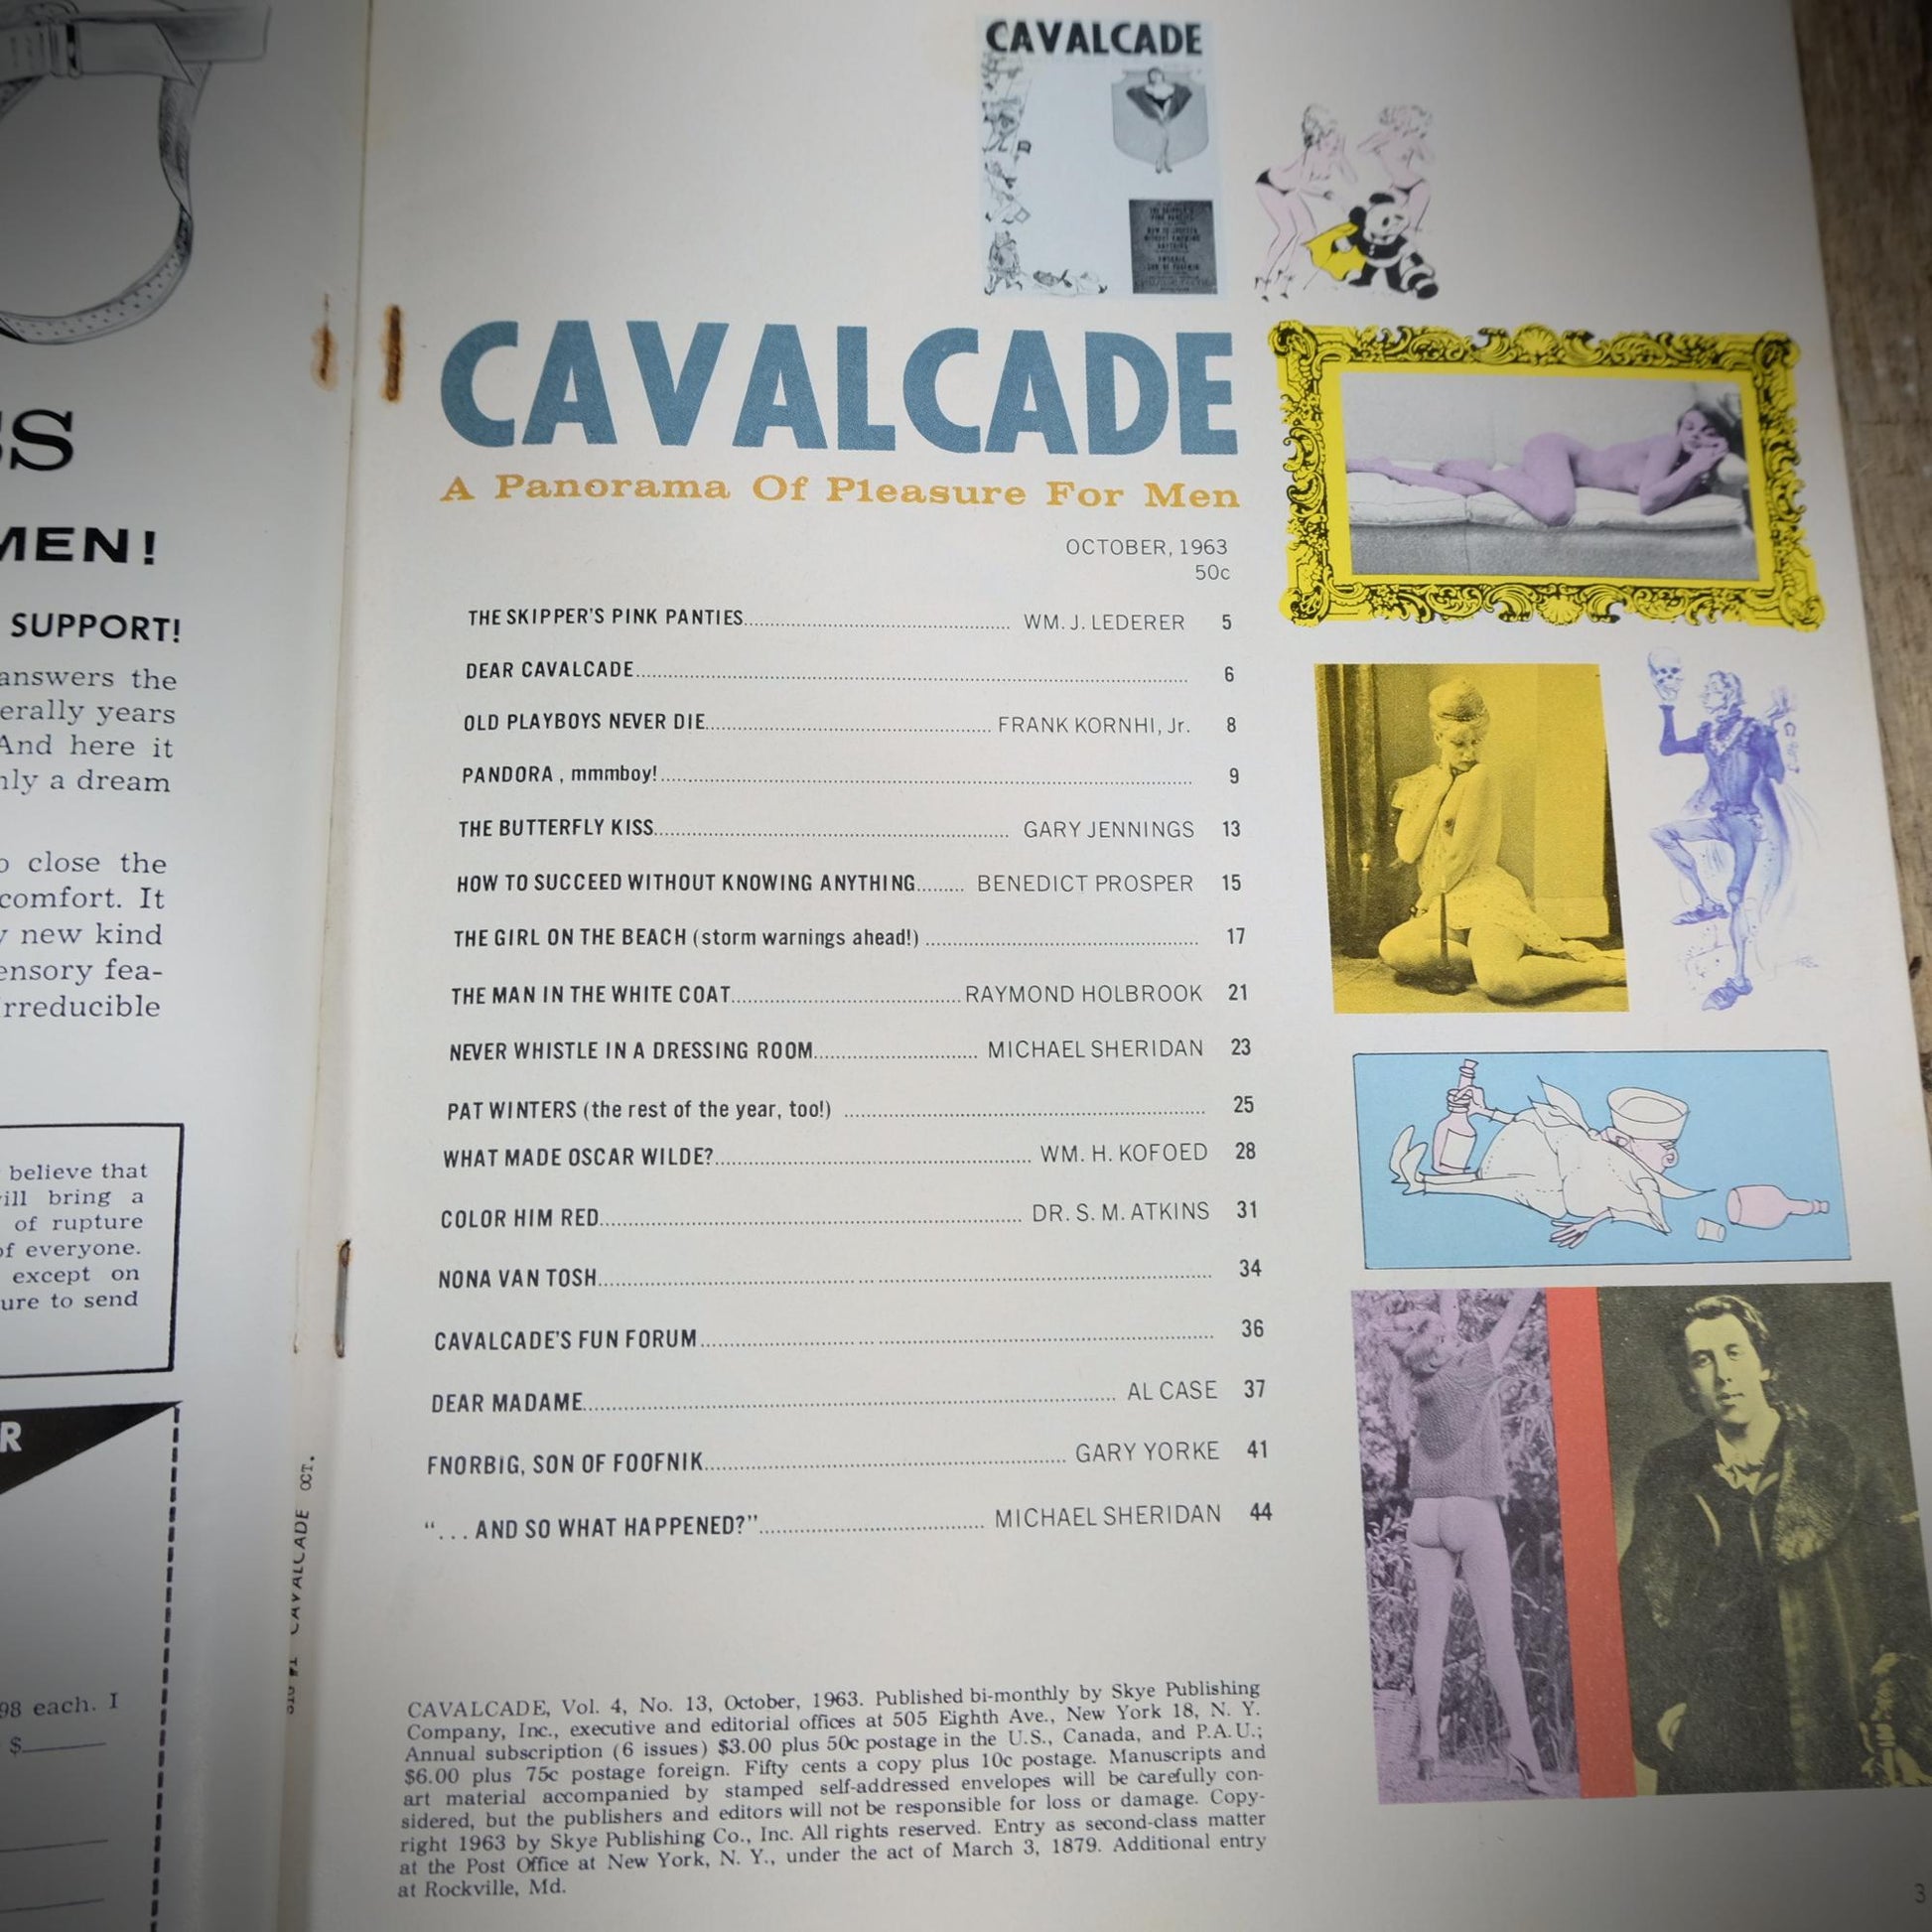 SS
MEN!
SUPPORT!
answers the
erally years
And here it
nly a dream
o close the
comfort. It
y new kind
ensory fea-
rreducible
believe that
will bring a
of rupture
of everyone.
except on
ure to send
R
98 each. I
$
CAVALCADE OCT.
CAVALCADE
CAVALCADE
A Panorama Of Pleasure For Men
OCTOBER, 1963
50c
THE SKIPPER'S PINK PANTIES WM. J. LEDERER 5
DEAR CAVALCADE 6
OLD PLAYBOYS NEVER DIE FRANK KORNHI, Jr. 8
PANDORA, mmmboy! 9
THE BUTTERFLY KISS GARY JENNINGS 13
HOW TO SUCCEED WITHOUT KNOWING ANYTHING BENEDICT PROSPER 15
THE GIRL ON THE BEACH (storm warnings ahead!) 17
THE MAN IN THE WHITE COAT RAYMOND HOLBROOK 21
NEVER WHISTLE IN A DRESSING ROOM MICHAEL SHERIDAN 23
PAT WINTERS (the rest of the year, too!) 25
WHAT MADE OSCAR WILDE? WM. H. KOFOED 28
COLOR HIM RED DR. S. M. ATKINS 31
NONA VAN TOSH 34
CAVALCADE'S FUN FORUM 36
DEAR MADAME AL CASE 37
FNORBIG, SON OF FOOFNIK GARY YORKE 41
"... AND SO WHAT HAPPENED?" MICHAEL SHERIDAN 44
CAVALCADE, Vol. 4, No. 13, October, 1963. Published bi-monthly by Skye Publishing
Company, Inc., executive and editorial offices at 505 Eighth Ave., New York 18, N. Y.
Annual subscription (6 issues) $3.00 plus 50c postage in the U.S., Canada, and P.A.U.;
$6.00 plus 75c postage foreign. Fifty cents a copy plus 10c postage. Manuscripts and
art material accompanied by stamped self-addressed envelopes will be carefully con-
sidered, but the publishers and editors will not be responsible for loss or damage. Copy-
right 1963 by Skye Publishing Co., Inc. All rights reserved. Entry as second-class matter
at the Post Office at New York, N. Y., under the act of March 3, 1879. Additional entry
at Rockville, Md.
3